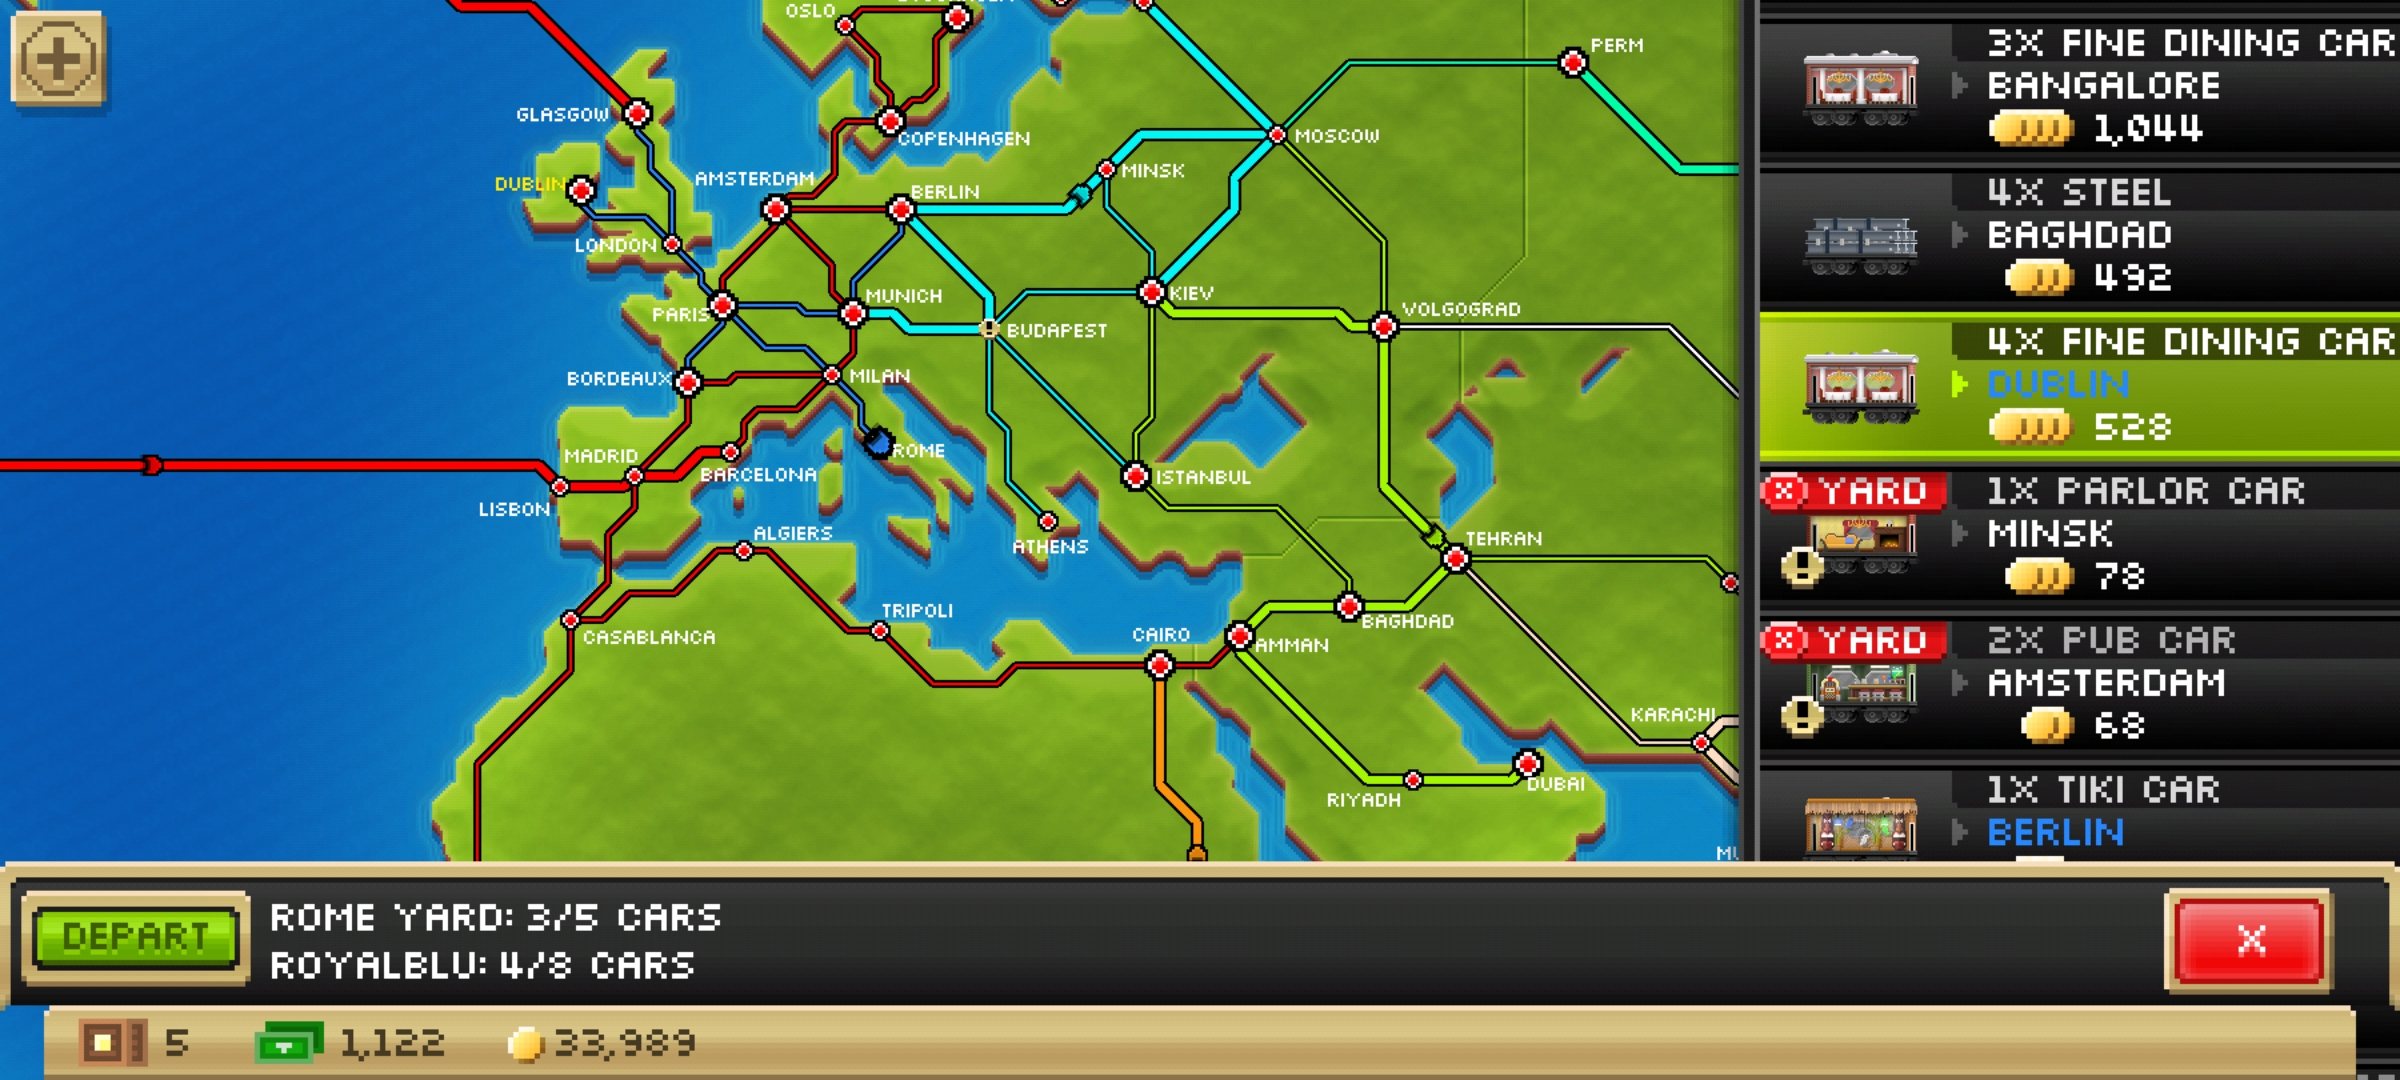 OSLO
PERM
GLASGOW
COPENHAGEN
MOSCOW
MINSK
AMSTERDAM
DUBLIN
BERLIN
LONDON
PARIS
MUNICH
KIEV
VOLGOGRAD
BUDAPEST
BORDEAUX
MILAN
ROME
MADRID
BARCELONA
ISTANBUL
LISBON
ALGIERS
ATHENS
TEHRAN
TRIPOLI
CASABLANCA
CAIRO
BAGHDAD
AMMAN
KARACHI
RIYADH
DUBAI
3X FINE DINING CAR
BANGALORE
1,044
4X STEEL
BAGHDAD
492
4X FINE DINING CAR
DUBLIN
528
YARD
1X PARLOR CAR
MINSK
78
YARD
2X PUB CAR
AMSTERDAM
68
1X TIKI CAR
BERLIN
DEPART
ROME YARD: 3/5 CARS
ROYALBLU: 4/8 CARS
X
5
1,122
33,989